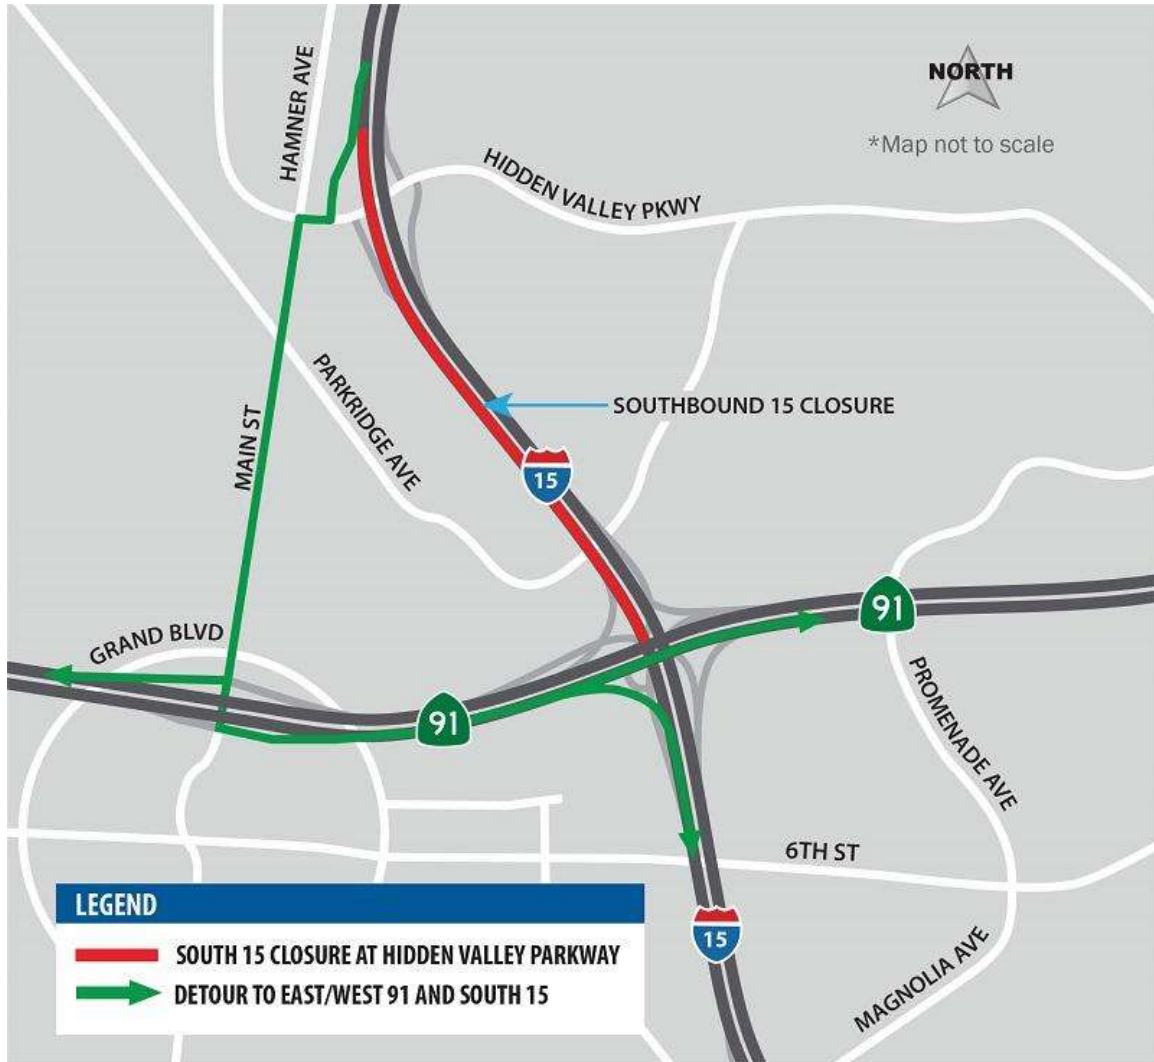 HAMNER AVE
NORTH
*Map not to scale
HIDDEN VALLEY PKWY
PARKRIDGE AVE
SOUTHBOUND 15 CLOSURE
MAIN ST
15
91
GRAND BLVD
91
PROMENADE AVE
6TH ST
15
MAGNOLIA AVE
LEGEND
SOUTH 15 CLOSURE AT HIDDEN VALLEY PARKWAY
DETOUR TO EAST/WEST 91 AND SOUTH 15